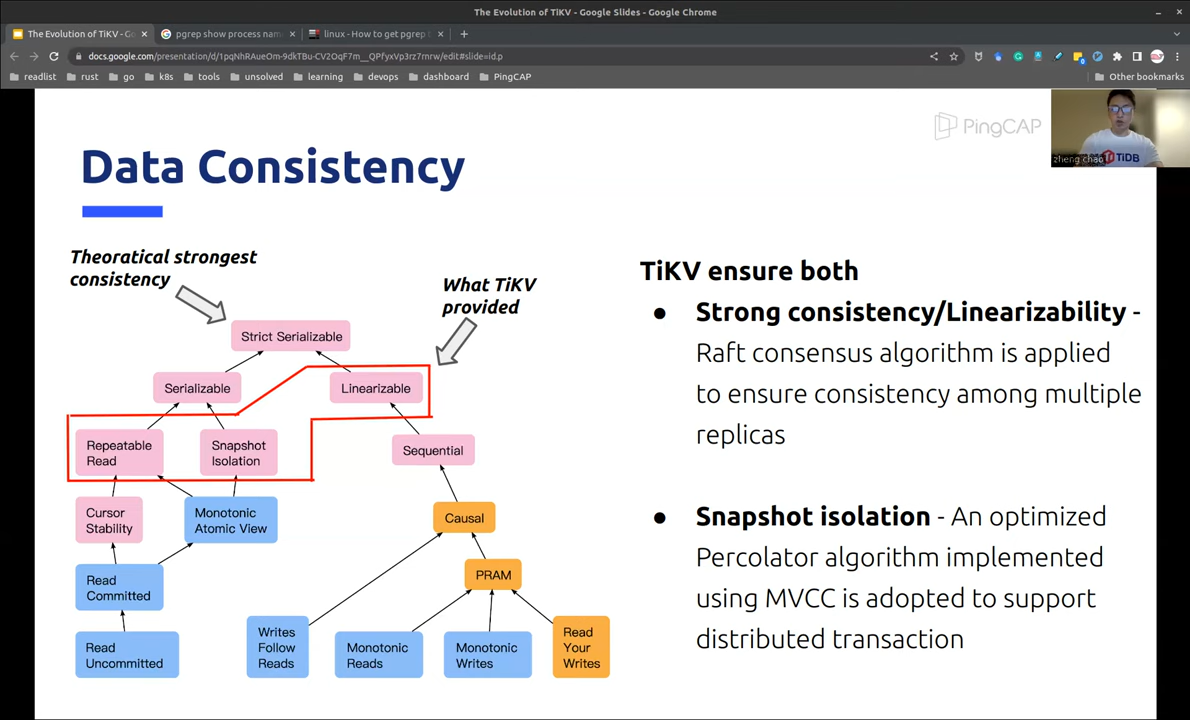 The Evolution of TiKV - Google Slides - Google Chrome
The Evolution of TiKV - Go
pgrep show process nam
linux - How to get pgrep t
docs.google.com/presentation/d/1pqNhRAueOm-9dkTBu-CV2OqF7m__QPfyxVp3rz7mrw/edit#slide=id.p
readlist rust go k8s tools unsolved learning devops dashboard PingCAP Other bookmarks
PingCAP
zheng chao
TiDB
Data Consistency
Theoratical strongest
consistency
What TiKV
provided
Strict Serializable
Serializable
Linearizable
Repeatable
Read
Snapshot
Isolation
Sequential
Cursor
Stability
Monotonic
Atomic View
Causal
Read
Committed
PRAM
Read
Uncommitted
Writes
Follow
Reads
Monotonic
Reads
Monotonic
Writes
Read
Your
Writes
TiKV ensure both
● Strong consistency/Linearizability -
Raft consensus algorithm is applied
to ensure consistency among multiple
replicas
● Snapshot isolation - An optimized
Percolator algorithm implemented
using MVCC is adopted to support
distributed transaction